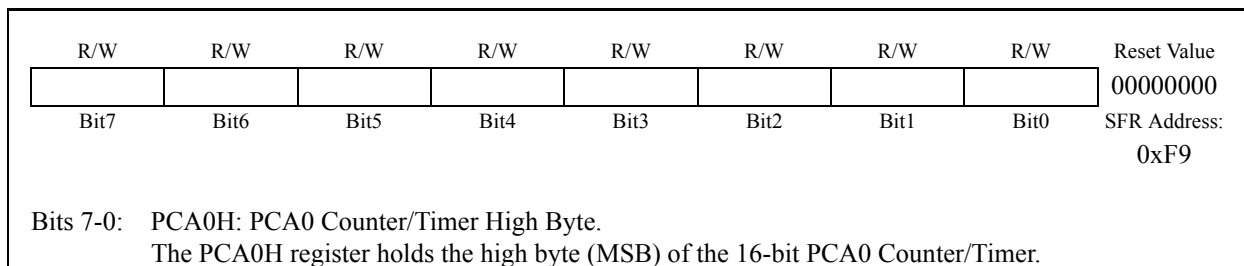 R/W R/W R/W R/W R/W R/W R/W R/W Reset Value
00000000
Bit7 Bit6 Bit5 Bit4 Bit3 Bit2 Bit1 Bit0 SFR Address:
0xF9
Bits 7-0: PCA0H: PCA0 Counter/Timer High Byte.
The PCA0H register holds the high byte (MSB) of the 16-bit PCA0 Counter/Timer.